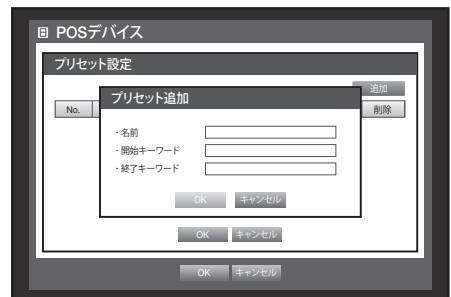 POSデバイス
プリセット設定
追加
プリセット追加
No.
削除
・名前
・開始キーワード
・終了キーワード
OK キャンセル
OK キャンセル
OK キャンセル